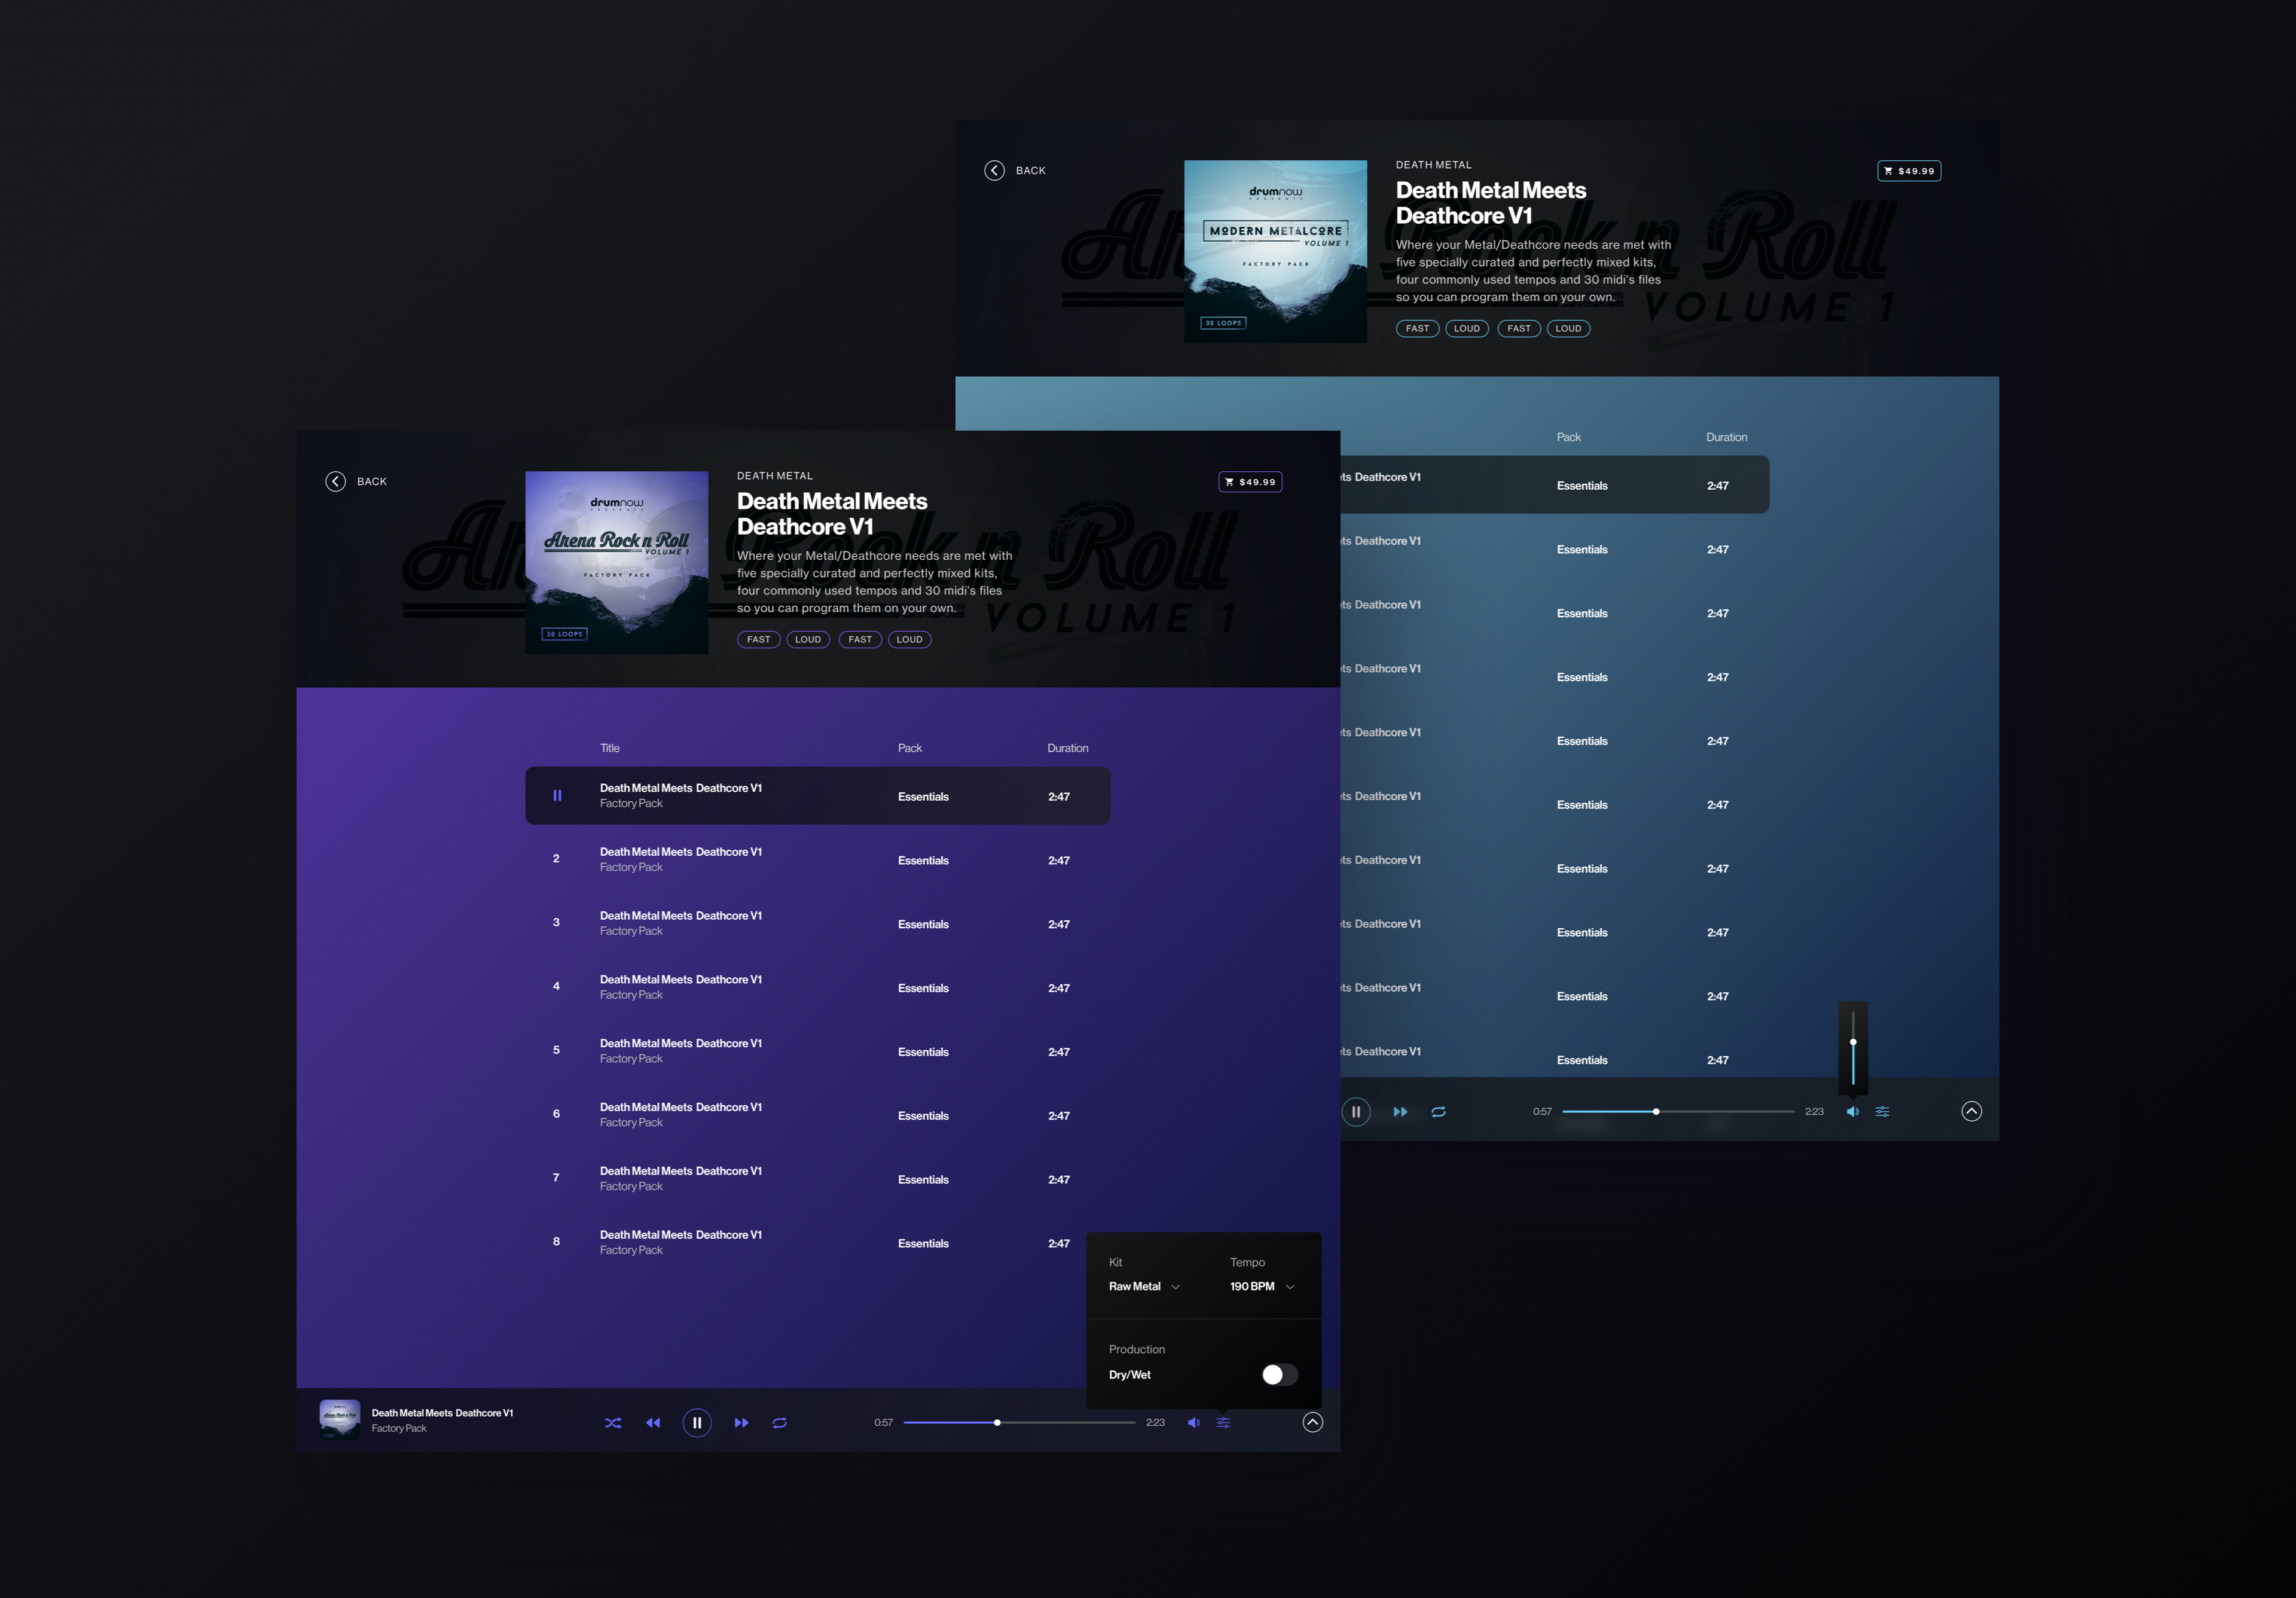 BACK
drumnow
PRESENTS
MODERN METALCORE
VOLUME 1
FACTORY PACK
30 LOOPS
DEATH METAL
Death Metal Meets
Deathcore V1
Where your Metal/Deathcore needs are met with
five specially curated and perfectly mixed kits,
four commonly used tempos and 30 midi's files
so you can program them on your own.
FAST LOUD FAST LOUD
$49.99
Rock n Roll
VOLUME 1
Pack Duration
Deathcore V1 Essentials 2:47
Deathcore V1 Essentials 2:47
Deathcore V1 Essentials 2:47
Deathcore V1 Essentials 2:47
Deathcore V1 Essentials 2:47
Deathcore V1 Essentials 2:47
Deathcore V1 Essentials 2:47
Deathcore V1 Essentials 2:47
Deathcore V1 Essentials 2:47
Deathcore V1 Essentials 2:47
0:57 2:23
BACK
drumnow
PRESENTS
Arena Rock n Roll
VOLUME 1
FACTORY PACK
30 LOOPS
DEATH METAL
Death Metal Meets
Deathcore V1
Where your Metal/Deathcore needs are met with
five specially curated and perfectly mixed kits,
four commonly used tempos and 30 midi's files
so you can program them on your own.
FAST LOUD FAST LOUD
$49.99
Rock n Roll
VOLUME 1
Title Pack Duration
Death Metal Meets Deathcore V1
Factory Pack
Essentials 2:47
2 Death Metal Meets Deathcore V1
Factory Pack
Essentials 2:47
3 Death Metal Meets Deathcore V1
Factory Pack
Essentials 2:47
4 Death Metal Meets Deathcore V1
Factory Pack
Essentials 2:47
5 Death Metal Meets Deathcore V1
Factory Pack
Essentials 2:47
6 Death Metal Meets Deathcore V1
Factory Pack
Essentials 2:47
7 Death Metal Meets Deathcore V1
Factory Pack
Essentials 2:47
8 Death Metal Meets Deathcore V1
Factory Pack
Essentials 2:47
Kit Tempo
Raw Metal 190 BPM
Production
Dry/Wet
Death Metal Meets Deathcore V1
Factory Pack
0:57 2:23